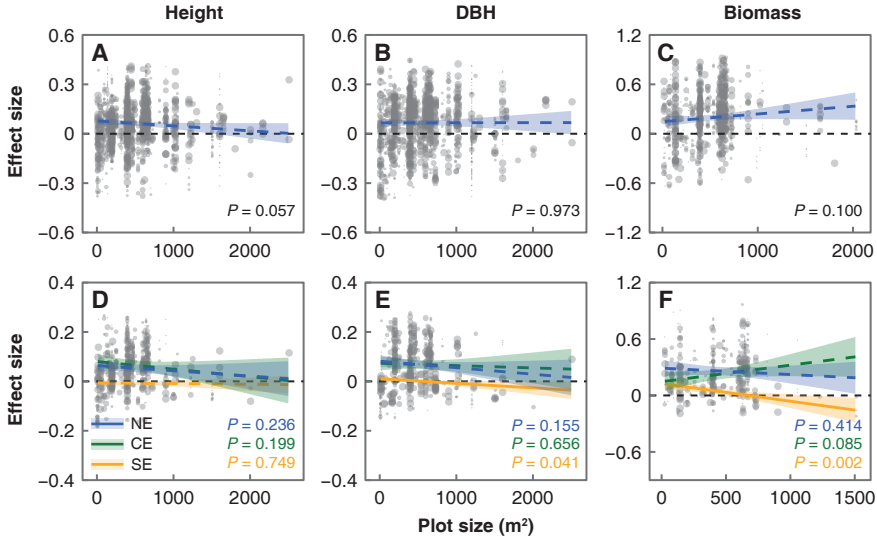 Height DBH Biomass
A B C
Effect size
0.6 0.3 0 −0.3 −0.6
0.6 0.3 0 −0.3 −0.6
1.2 0.6 0 −0.6 −1.2
P = 0.057 P = 0.973 P = 0.100
0 1000 2000 0 1000 2000 0 1000 2000
D E F
Effect size
0.4 0.2 0 −0.2 −0.4
0.4 0.2 0 −0.2 −0.4
1.2 0.6 0 −0.6
NE P = 0.236 P = 0.155 P = 0.414
CE P = 0.199 P = 0.656 P = 0.085
SE P = 0.749 P = 0.041 P = 0.002
0 1000 2000 0 1000 2000 0 500 1000 1500
Plot size (m²)